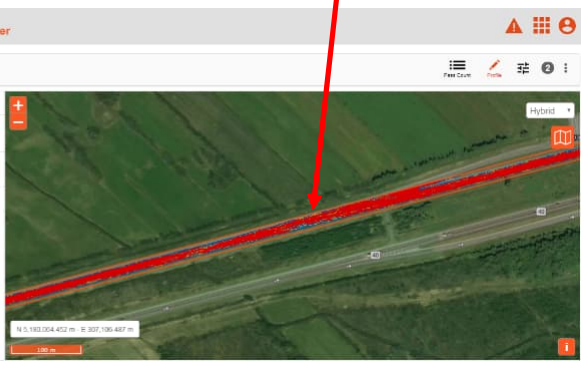 er
Pass Count
Profile
2
Hybrid
+
−
40
40
N 5,193,004.452 m - E 307,106.487 m
100 m
i